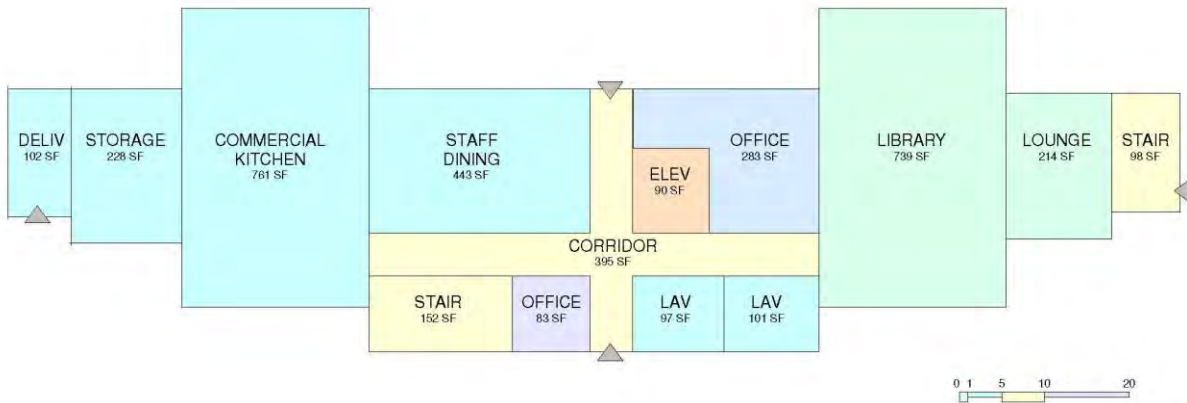 DELIV
102 SF
STORAGE
228 SF
COMMERCIAL
KITCHEN
761 SF
STAFF
DINING
443 SF
OFFICE
283 SF
ELEV
90 SF
LIBRARY
739 SF
LOUNGE
214 SF
STAIR
98 SF
CORRIDOR
395 SF
STAIR
152 SF
OFFICE
83 SF
LAV
97 SF
LAV
101 SF
0 1 5 10 20